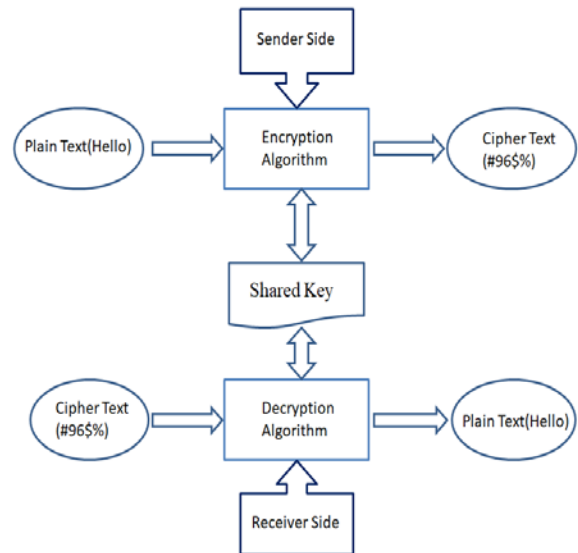 Sender Side
Plain Text(Hello)
Encryption
Algorithm
Cipher Text
(#96$%)
Shared Key
Cipher Text
(#96$%)
Decryption
Algorithm
Plain Text(Hello)
Receiver Side